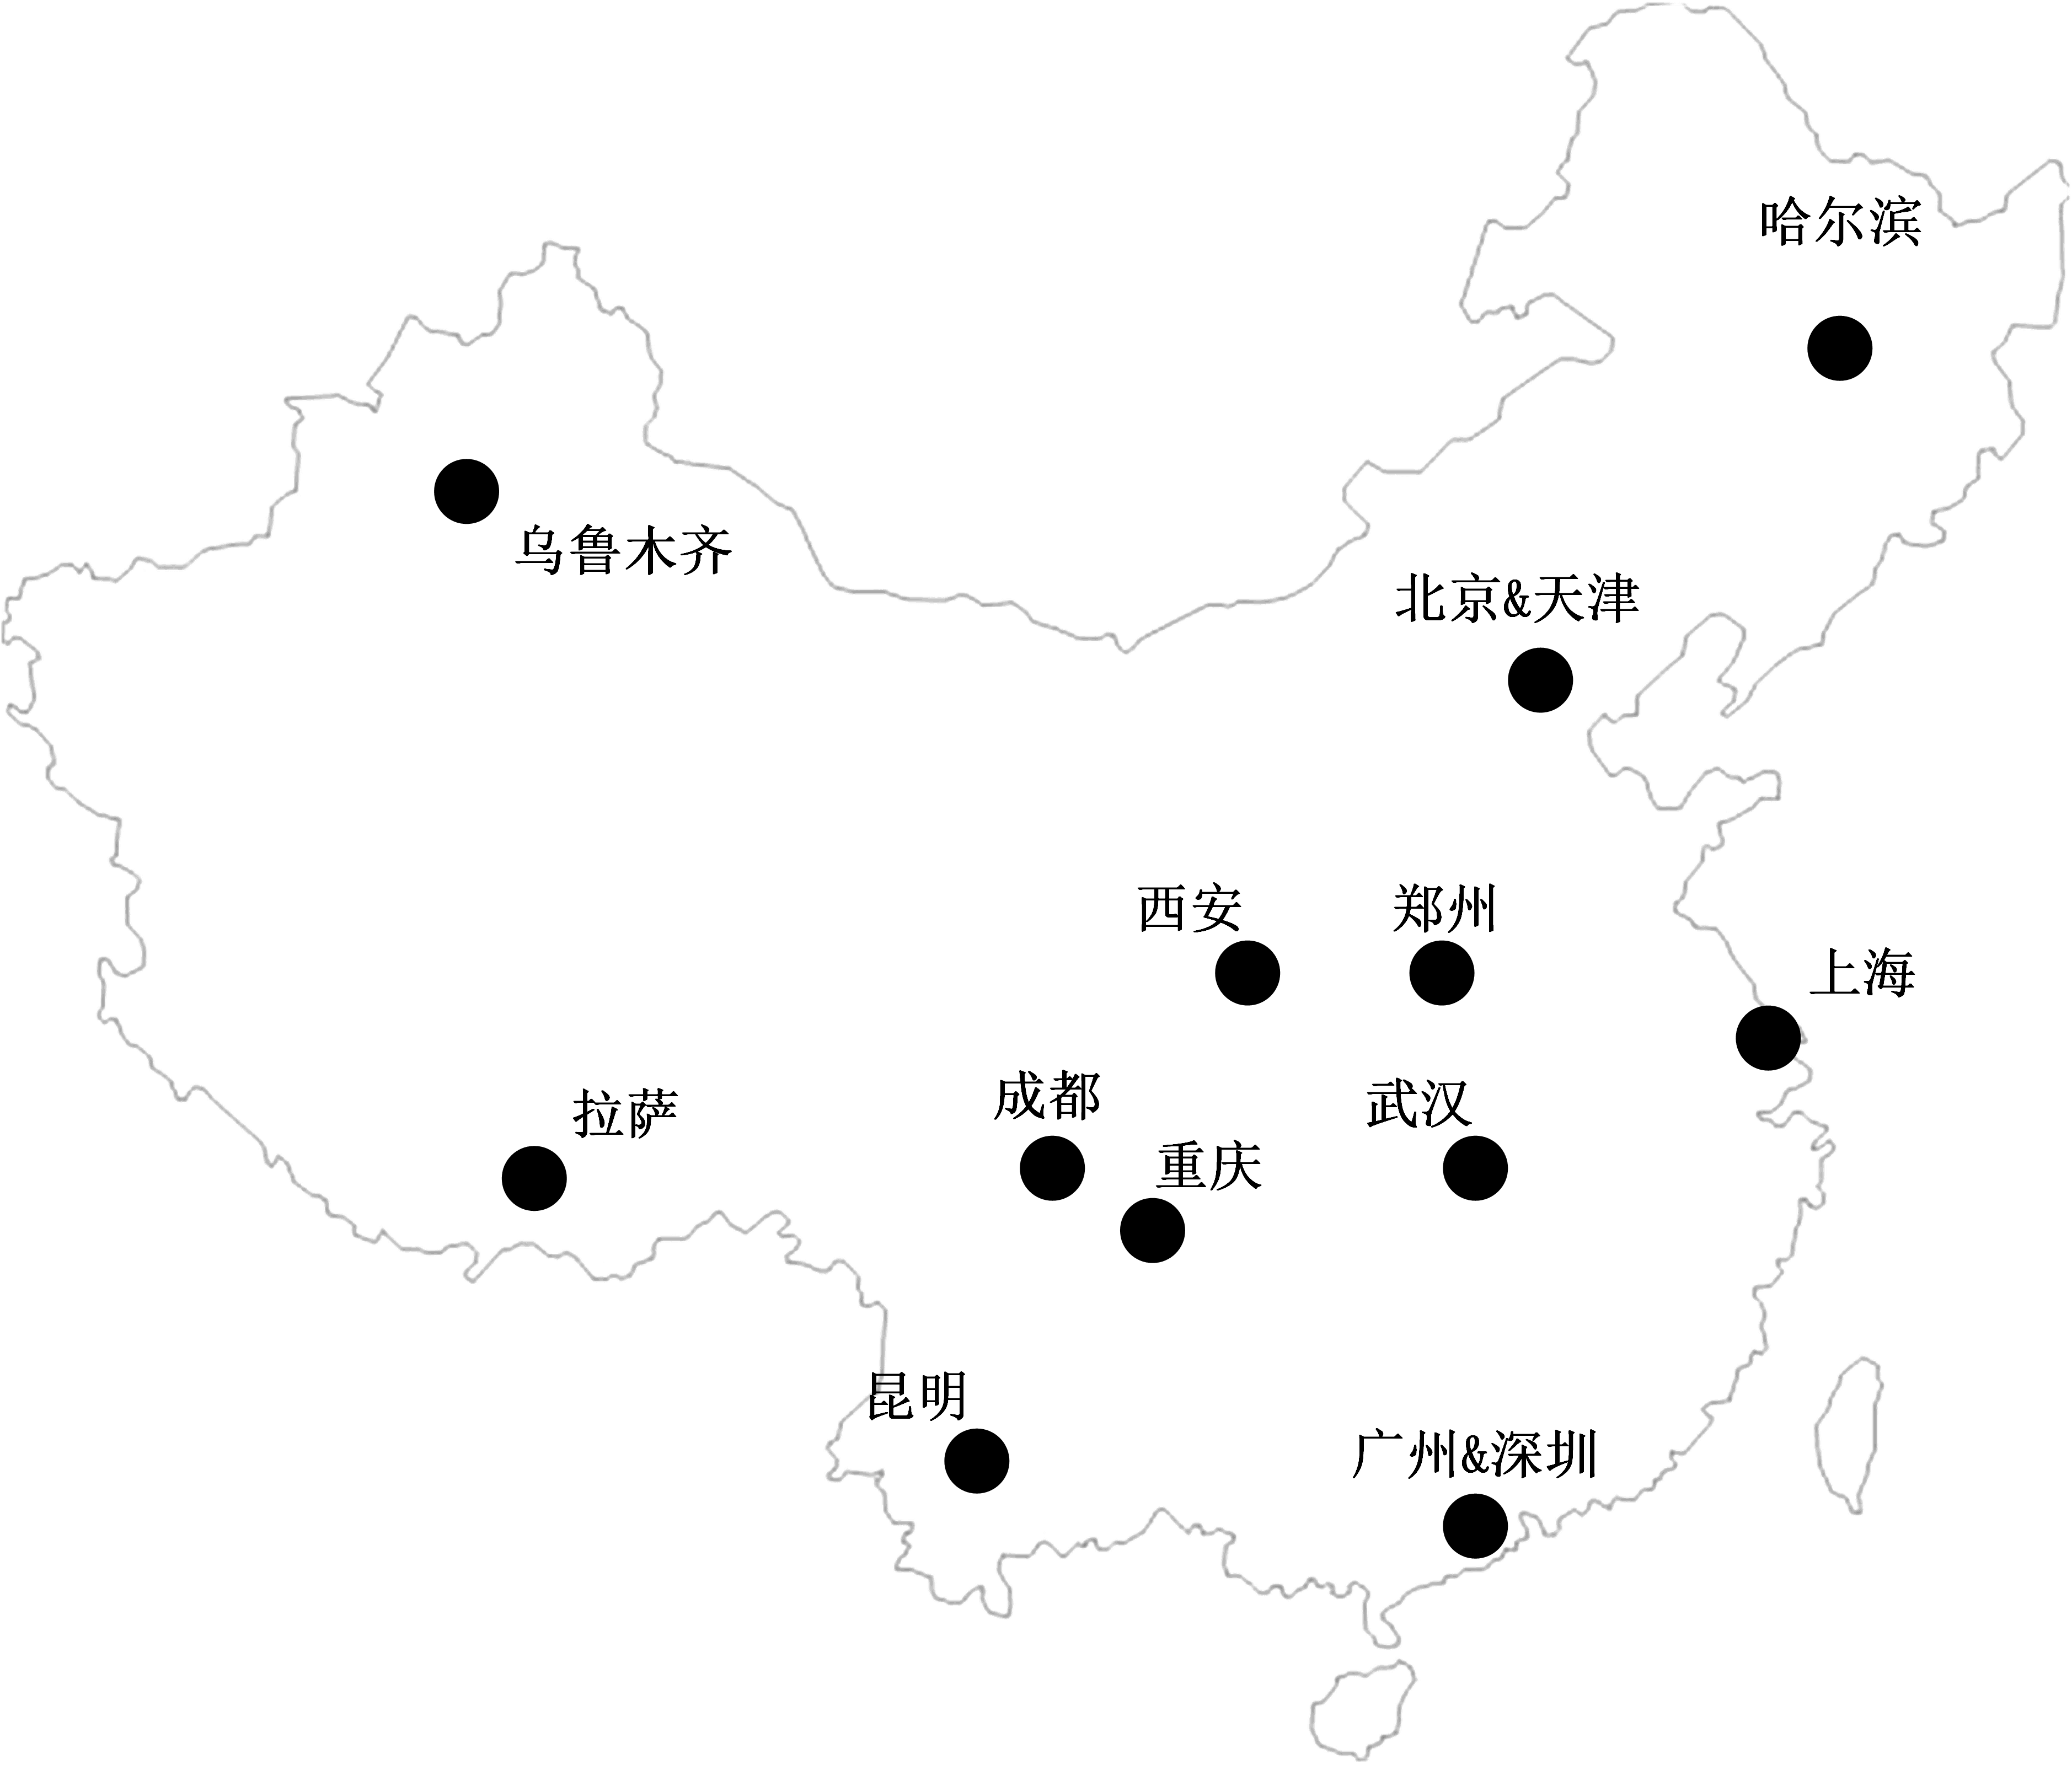 哈尔滨
乌鲁木齐
北京&天津
西安
郑州
上海
成都
武汉
拉萨
重庆
昆明
广州&深圳